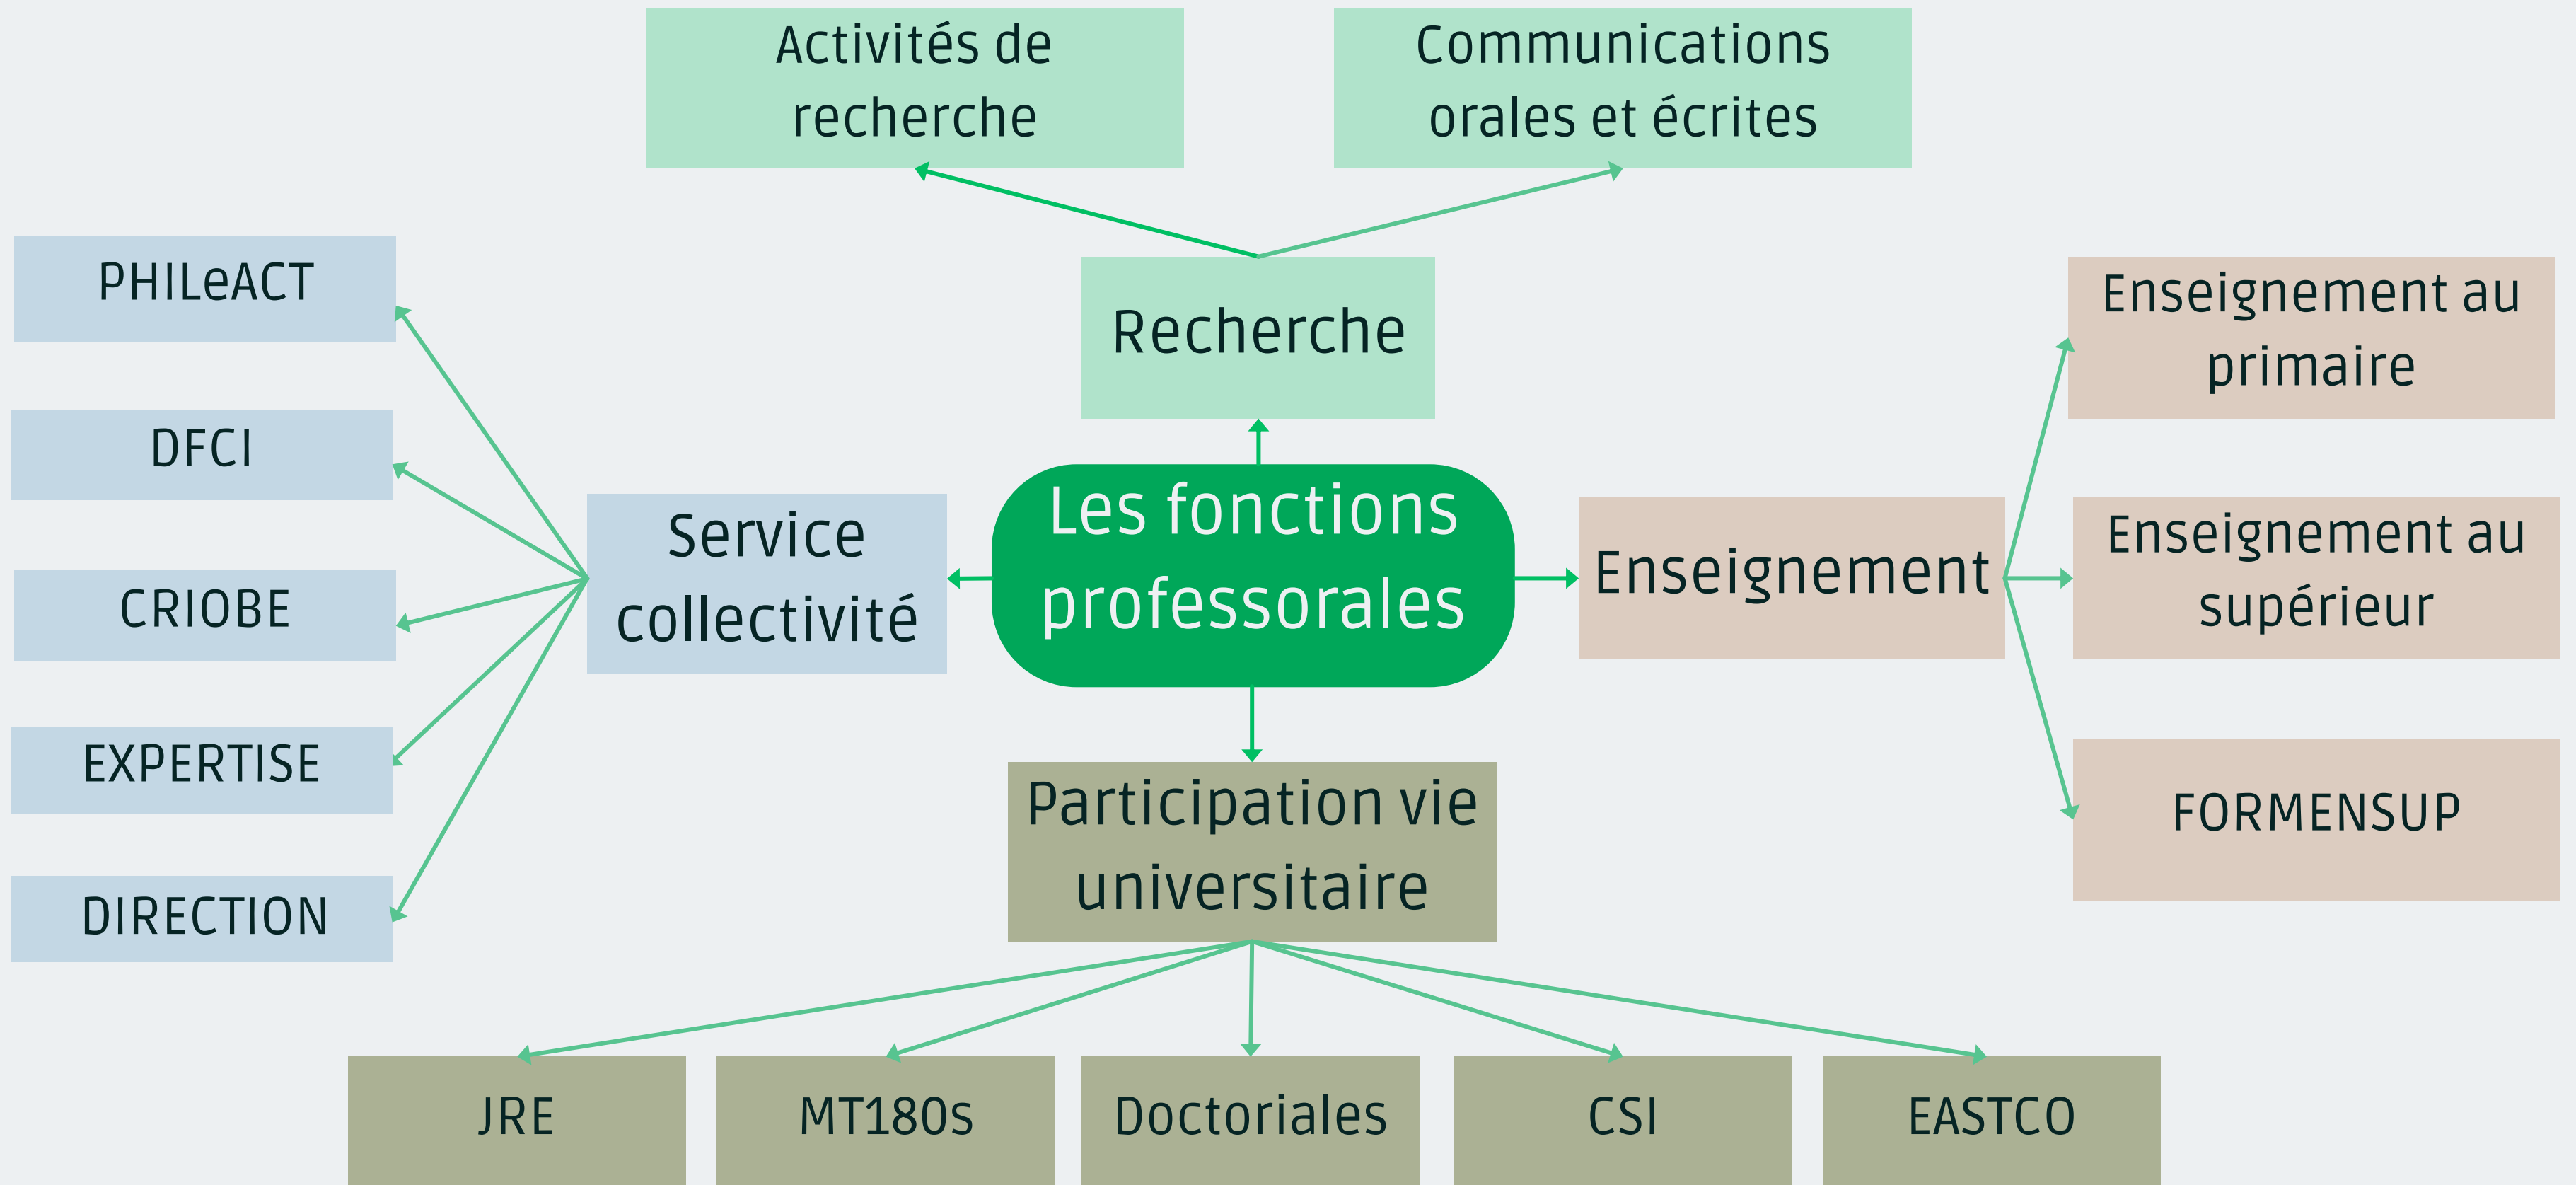 Activités de
recherche
Communications
orales et écrites
PHILeACT
DFCI
CRIOBE
EXPERTISE
DIRECTION
Service
collectivité
Recherche
Les fonctions
professorales
Enseignement
Enseignement au
primaire
Enseignement au
supérieur
FORMENSUP
Participation vie
universitaire
JRE
MT180s
Doctoriales
CSI
EASTCO